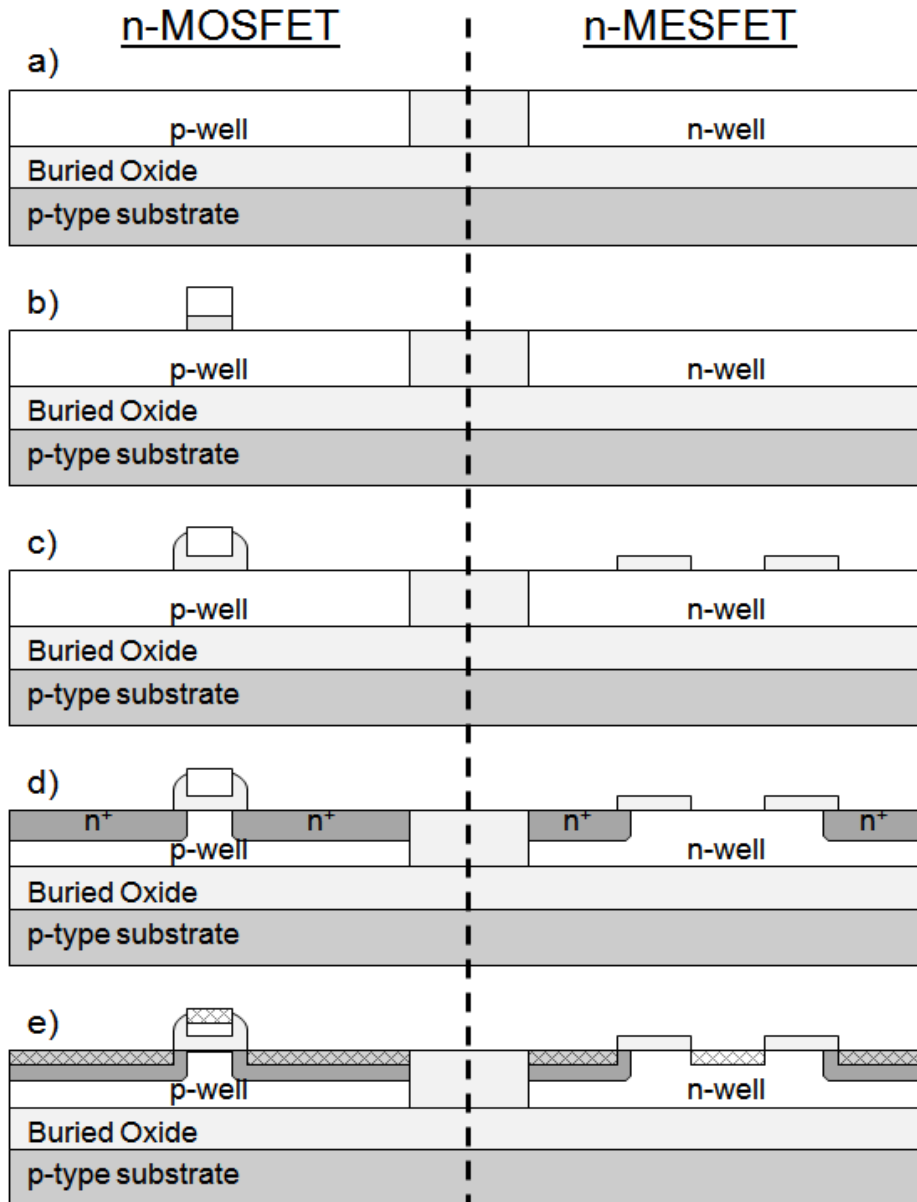 n-MOSFET n-MESFET
a)
p-well n-well
Buried Oxide
p-type substrate
b)
p-well n-well
Buried Oxide
p-type substrate
c)
p-well n-well
Buried Oxide
p-type substrate
d)
n+ n+ n+ n+
p-well n-well
Buried Oxide
p-type substrate
e)
p-well n-well
Buried Oxide
p-type substrate